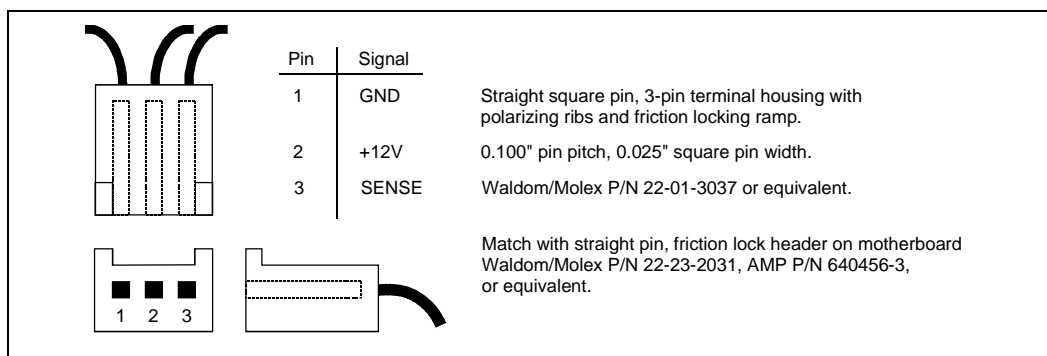 Pin Signal
1 GND Straight square pin, 3-pin terminal housing with
polarizing ribs and friction locking ramp.
2 +12V 0.100" pin pitch, 0.025" square pin width.
3 SENSE Waldom/Molex P/N 22-01-3037 or equivalent.
Match with straight pin, friction lock header on motherboard
Waldom/Molex P/N 22-23-2031, AMP P/N 640456-3,
or equivalent.
1 2 3